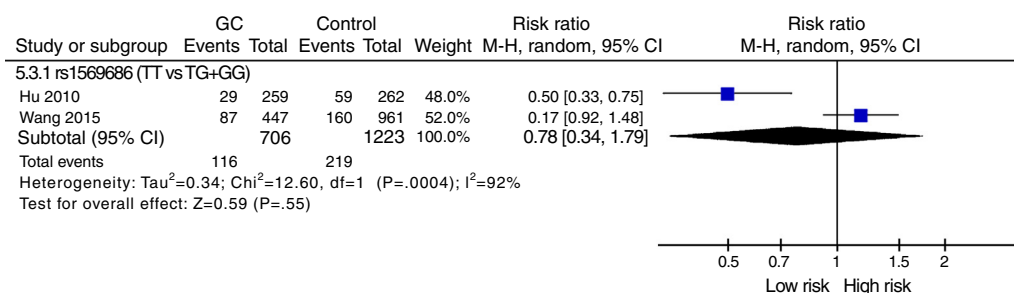 GC Control Risk ratio Risk ratio
Study or subgroup Events Total Events Total Weight M-H, random, 95% CI M-H, random, 95% CI
5.3.1 rs1569686 (TT vs TG+GG)
Hu 2010 29 259 59 262 48.0% 0.50 [0.33, 0.75]
Wang 2015 87 447 160 961 52.0% 0.17 [0.92, 1.48]
Subtotal (95% CI) 706 1223 100.0% 0.78 [0.34, 1.79]
Total events 116 219
Heterogeneity: Tau²=0.34; Chi²=12.60, df=1 (P=.0004); I²=92%
Test for overall effect: Z=0.59 (P=.55)
0.5 0.7 1 1.5 2
Low risk High risk